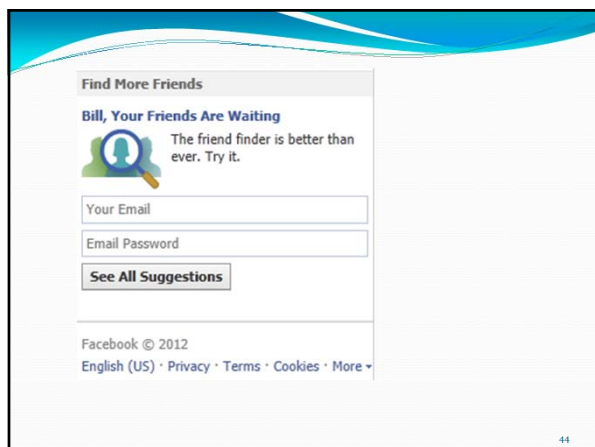 Find More Friends
Bill, Your Friends Are Waiting
The friend finder is better than
ever. Try it.
Your Email
Email Password
See All Suggestions
Facebook © 2012
English (US) · Privacy · Terms · Cookies · More
44